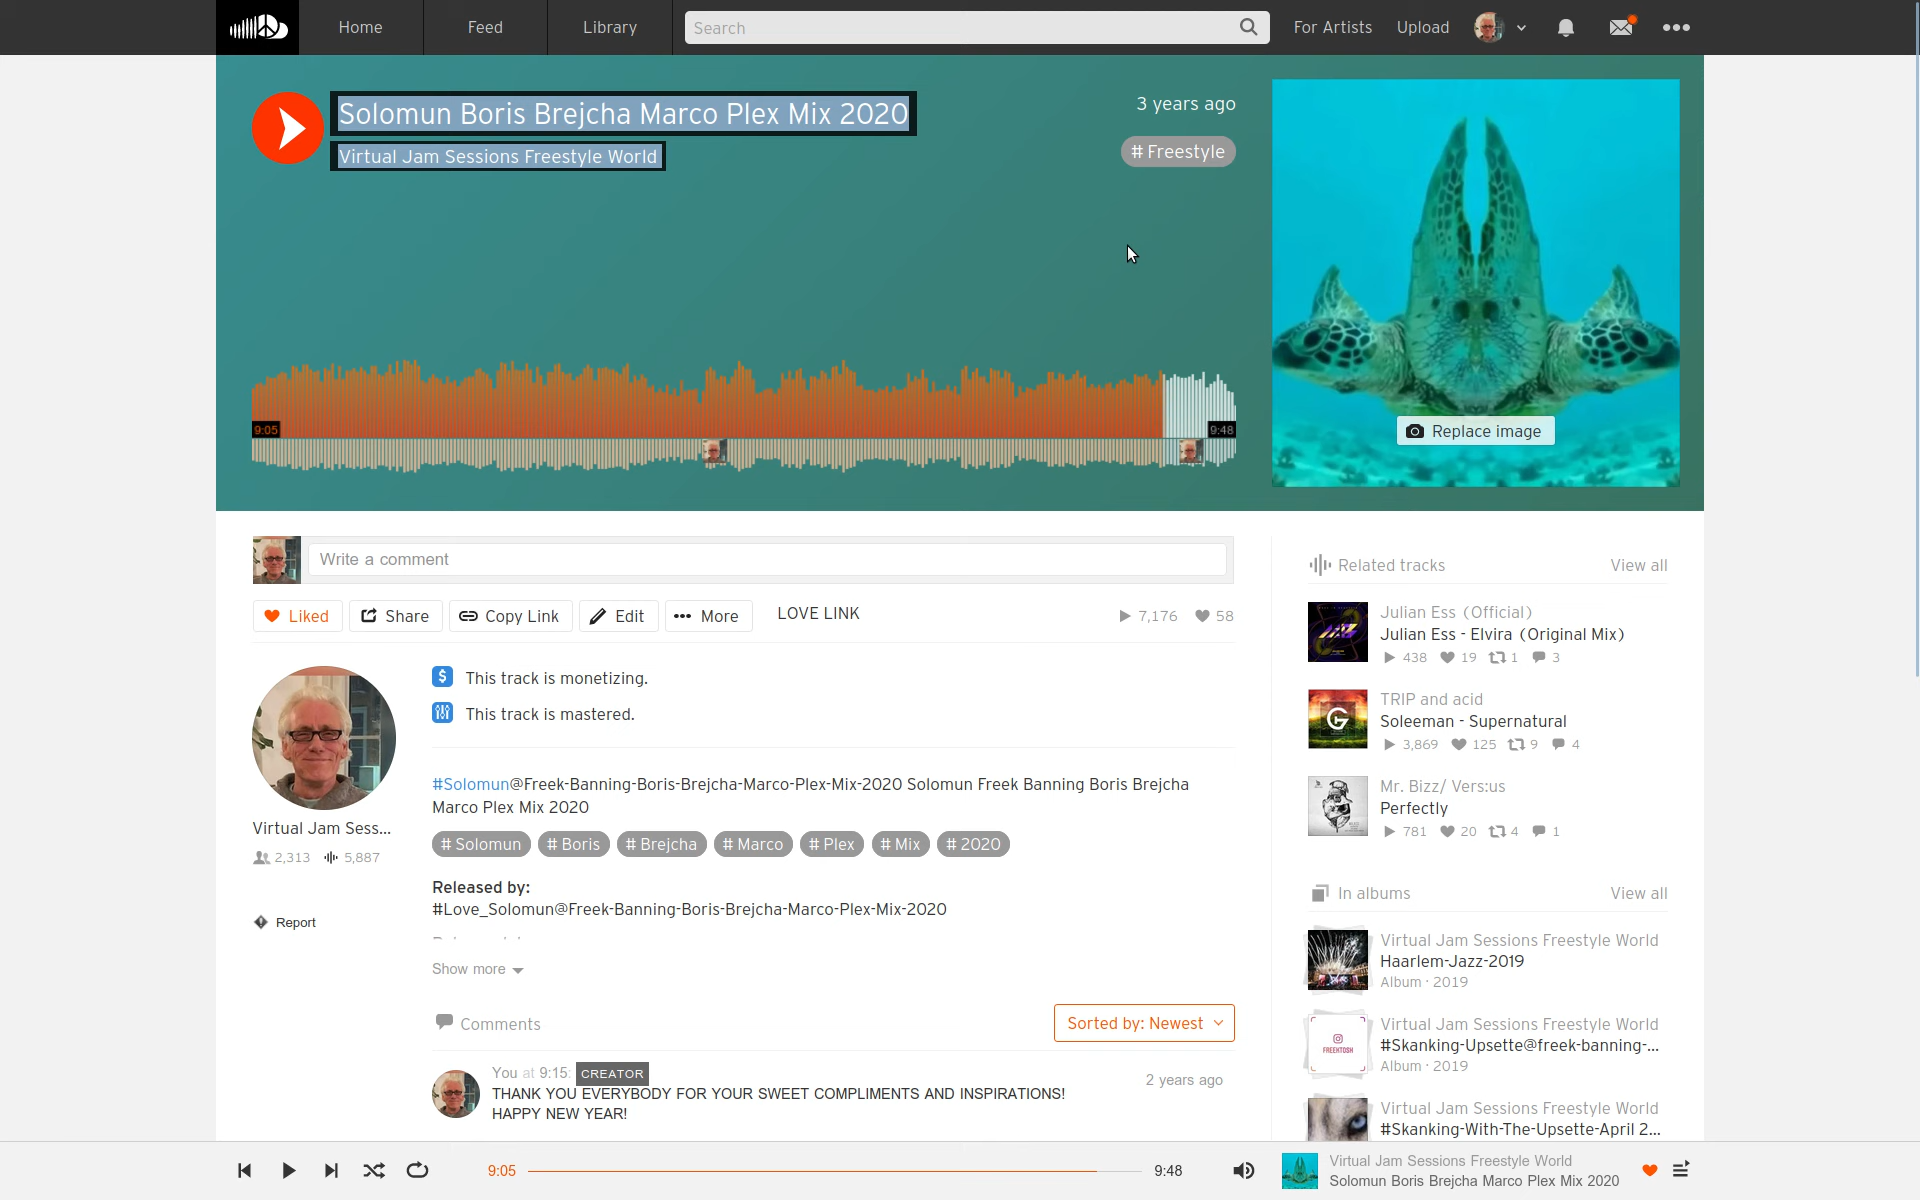 Home
Feed
Library
Search
For Artists
Upload
Solomun Boris Brejcha Marco Plex Mix 2020
Virtual Jam Sessions Freestyle World
3 years ago
# Freestyle
9:05
9:48
Replace image
Write a comment
Liked
Share
Copy Link
Edit
More
LOVE LINK
7,176
58
This track is monetizing.
This track is mastered.
#Solomun@Freek-Banning-Boris-Brejcha-Marco-Plex-Mix-2020 Solomun Freek Banning Boris Brejcha
Marco Plex Mix 2020
# Solomun # Boris # Brejcha # Marco # Plex # Mix # 2020
Released by:
#Love_Solomun@Freek-Banning-Boris-Brejcha-Marco-Plex-Mix-2020
Show more
Virtual Jam Sess...
2,313 5,887
Report
Comments
Sorted by: Newest
You at 9:15: CREATOR
THANK YOU EVERYBODY FOR YOUR SWEET COMPLIMENTS AND INSPIRATIONS!
HAPPY NEW YEAR!
2 years ago
Related tracks
View all
Julian Ess (Official)
Julian Ess - Elvira (Original Mix)
438 19 1 3
TRIP and acid
Soleeman - Supernatural
3,869 125 9 4
Mr. Bizz/ Vers:us
Perfectly
781 20 4 1
In albums
View all
Virtual Jam Sessions Freestyle World
Haarlem-Jazz-2019
Album · 2019
FREENTOSH
Virtual Jam Sessions Freestyle World
#Skanking-Upsette@freek-banning-...
Album · 2019
Virtual Jam Sessions Freestyle World
#Skanking-With-The-Upsette-April 2...
9:05
9:48
Virtual Jam Sessions Freestyle World
Solomun Boris Brejcha Marco Plex Mix 2020